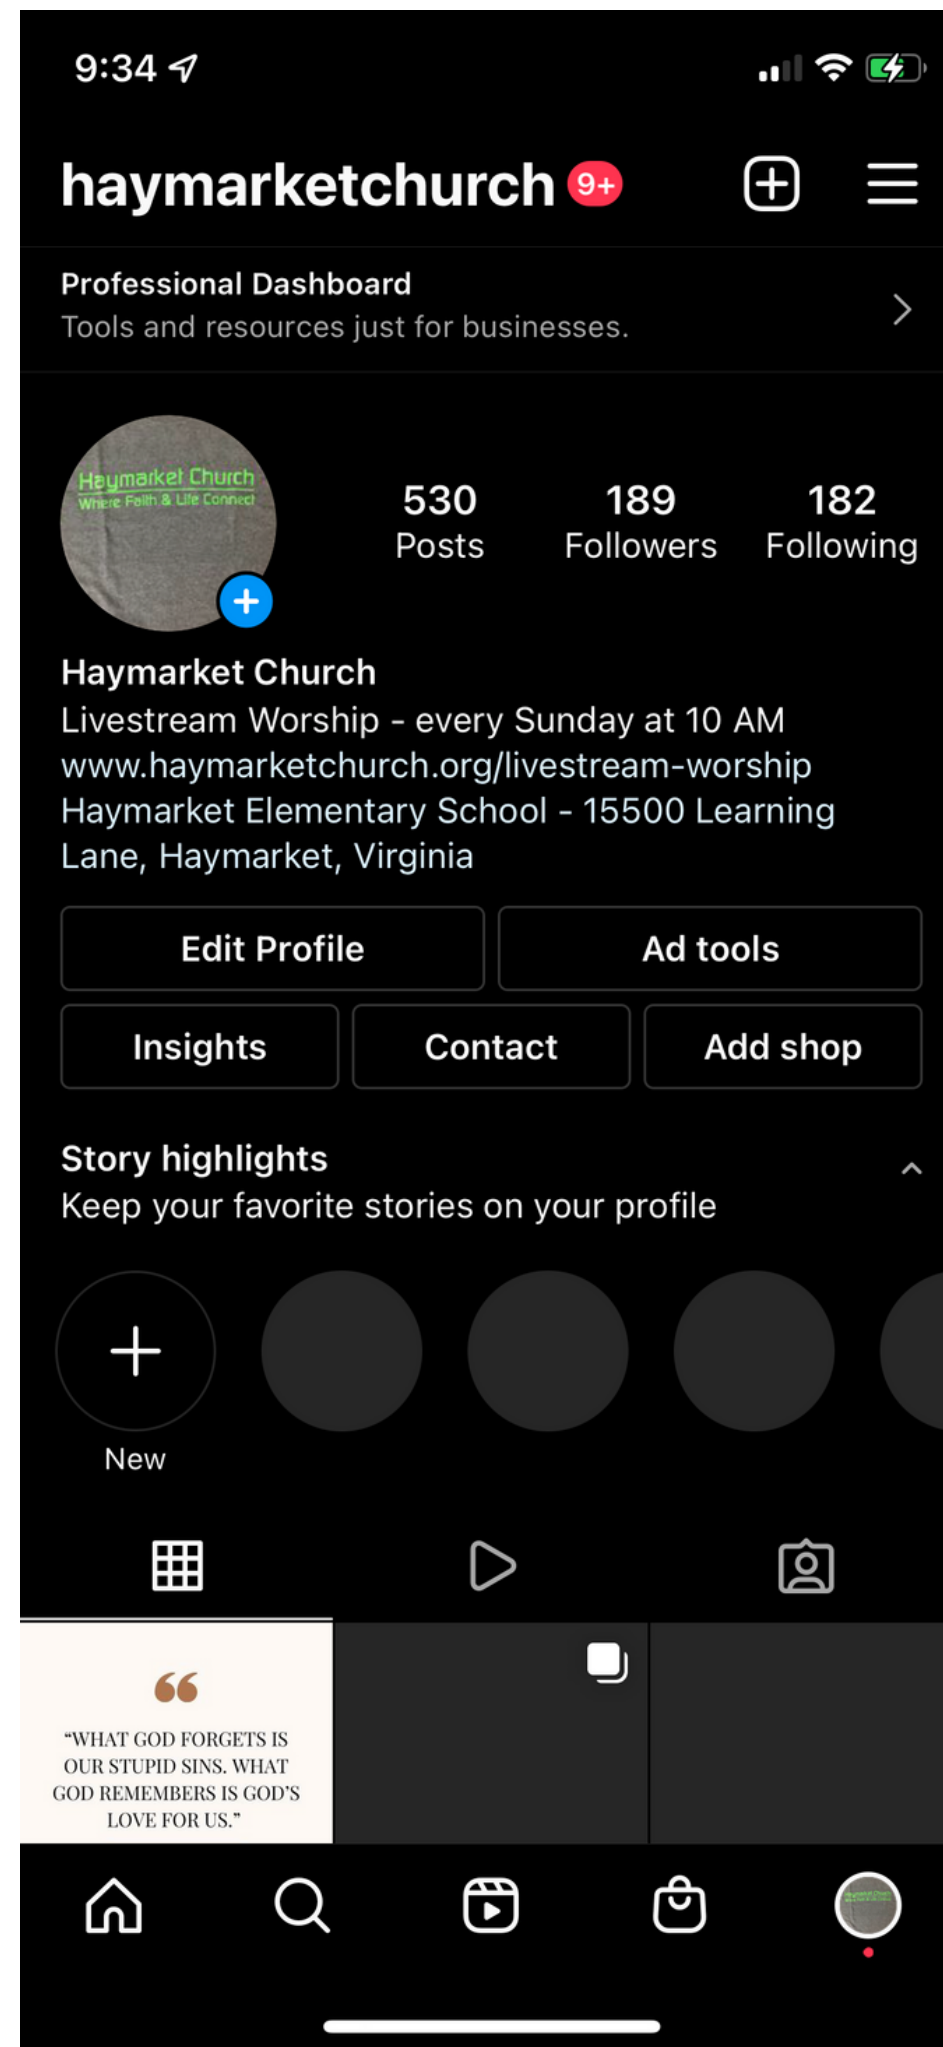 9:34
haymarketchurch 9+
Professional Dashboard
Tools and resources just for businesses.
Haymarket Church
Where Faith & Life Connect
530 189 182
Posts Followers Following
Haymarket Church
Livestream Worship - every Sunday at 10 AM
www.haymarketchurch.org/livestream-worship
Haymarket Elementary School - 15500 Learning
Lane, Haymarket, Virginia
Edit Profile Ad tools
Insights Contact Add shop
Story highlights
Keep your favorite stories on your profile
New
“WHAT GOD FORGETS IS
OUR STUPID SINS. WHAT
GOD REMEMBERS IS GOD’S
LOVE FOR US.”